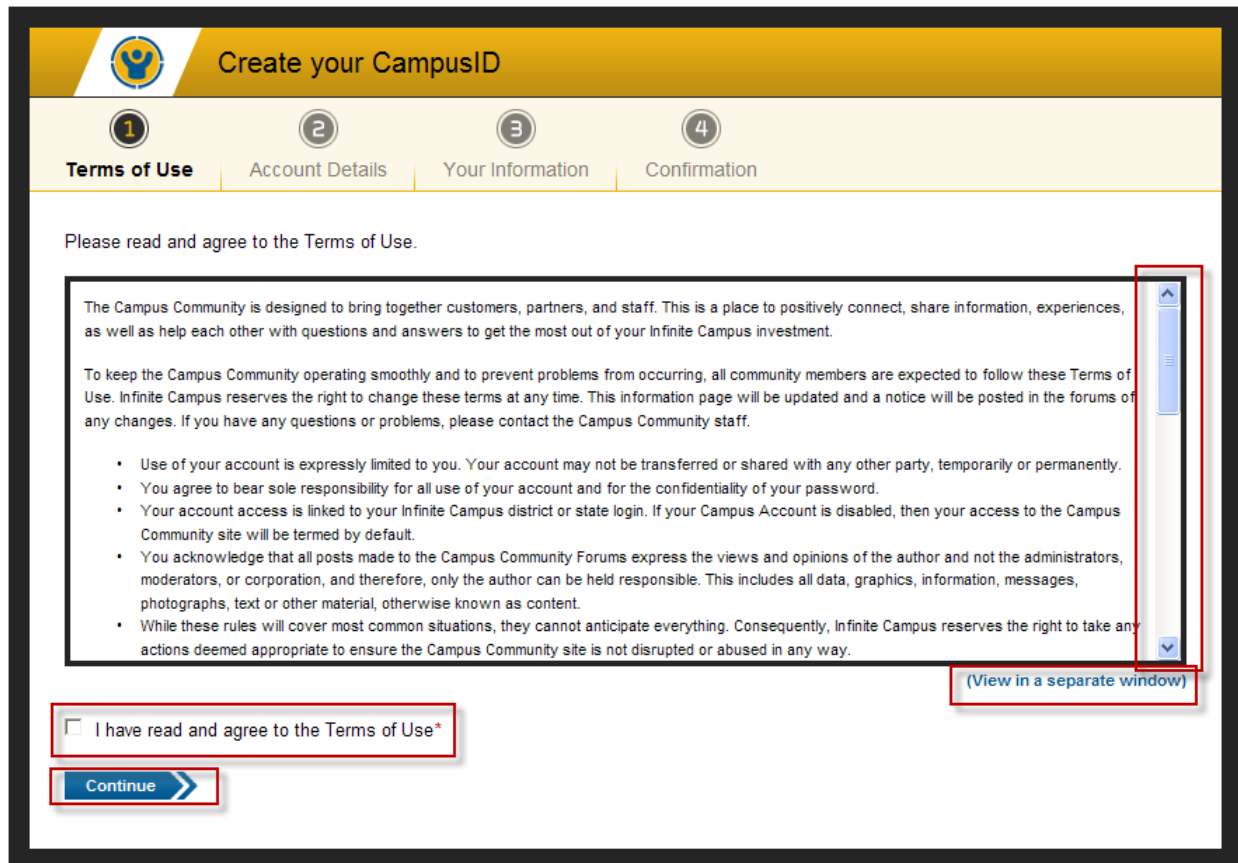 Create your CampusID
1 2 3 4
Terms of Use Account Details Your Information Confirmation
Please read and agree to the Terms of Use.
The Campus Community is designed to bring together customers, partners, and staff. This is a place to positively connect, share information, experiences,
as well as help each other with questions and answers to get the most out of your Infinite Campus investment.
To keep the Campus Community operating smoothly and to prevent problems from occurring, all community members are expected to follow these Terms of
Use. Infinite Campus reserves the right to change these terms at any time. This information page will be updated and a notice will be posted in the forums of
any changes. If you have any questions or problems, please contact the Campus Community staff.
• Use of your account is expressly limited to you. Your account may not be transferred or shared with any other party, temporarily or permanently.
• You agree to bear sole responsibility for all use of your account and for the confidentiality of your password.
• Your account access is linked to your Infinite Campus district or state login. If your Campus Account is disabled, then your access to the Campus
Community site will be termed by default.
• You acknowledge that all posts made to the Campus Community Forums express the views and opinions of the author and not the administrators,
moderators, or corporation, and therefore, only the author can be held responsible. This includes all data, graphics, information, messages,
photographs, text or other material, otherwise known as content.
• While these rules will cover most common situations, they cannot anticipate everything. Consequently, Infinite Campus reserves the right to take any
actions deemed appropriate to ensure the Campus Community site is not disrupted or abused in any way.
(View in a separate window)
I have read and agree to the Terms of Use*
Continue